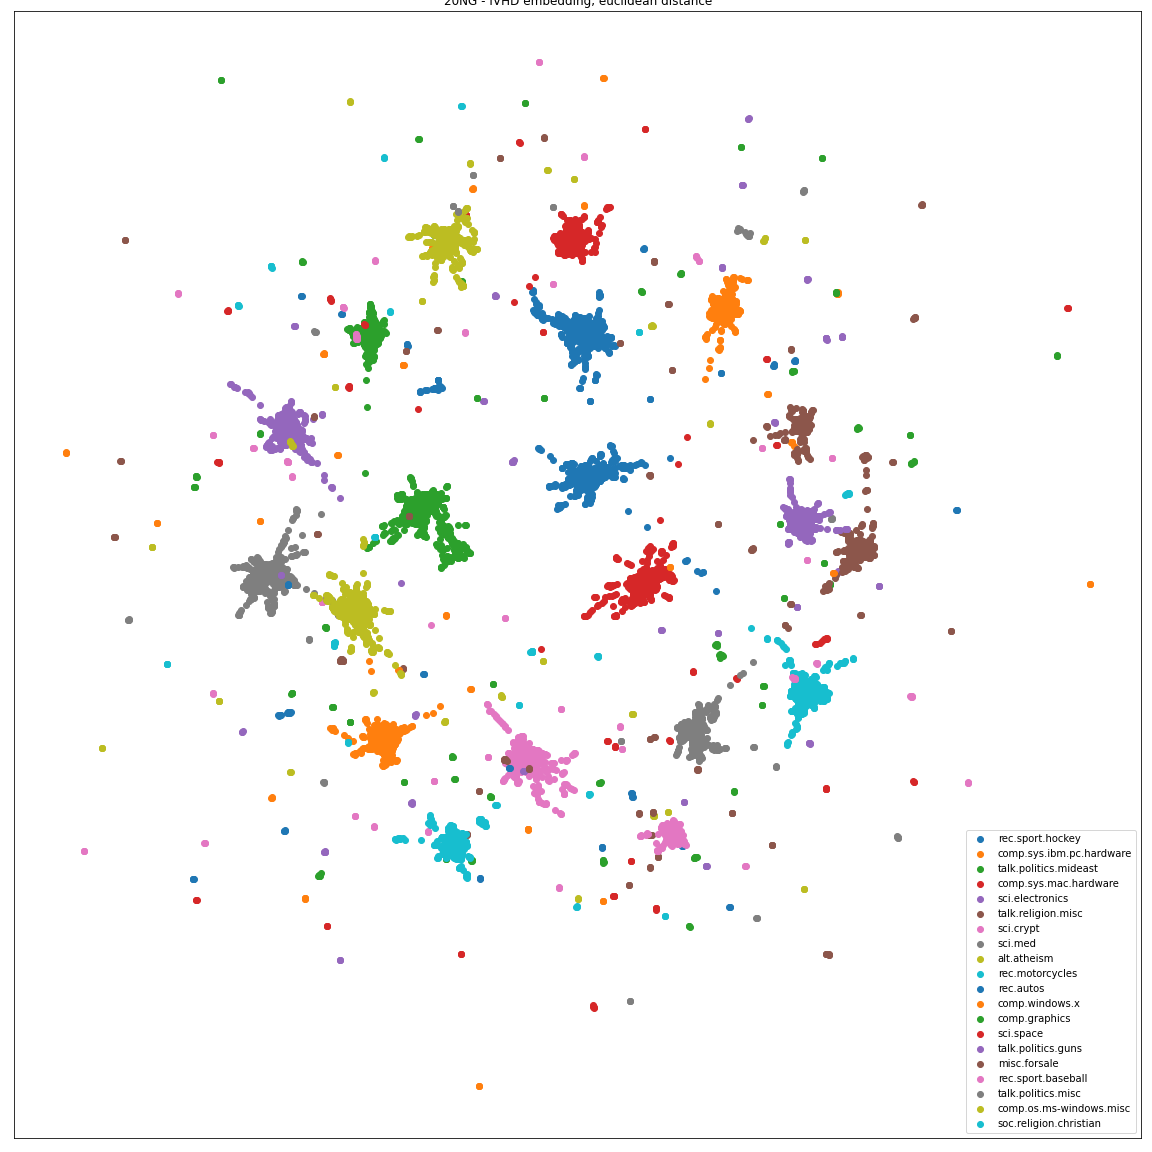 20NG - IVHD embedding, euclidean distance
rec.sport.hockey
comp.sys.ibm.pc.hardware
talk.politics.mideast
comp.sys.mac.hardware
sci.electronics
talk.religion.misc
sci.crypt
sci.med
alt.atheism
rec.motorcycles
rec.autos
comp.windows.x
comp.graphics
sci.space
talk.politics.guns
misc.forsale
rec.sport.baseball
talk.politics.misc
comp.os.ms-windows.misc
soc.religion.christian